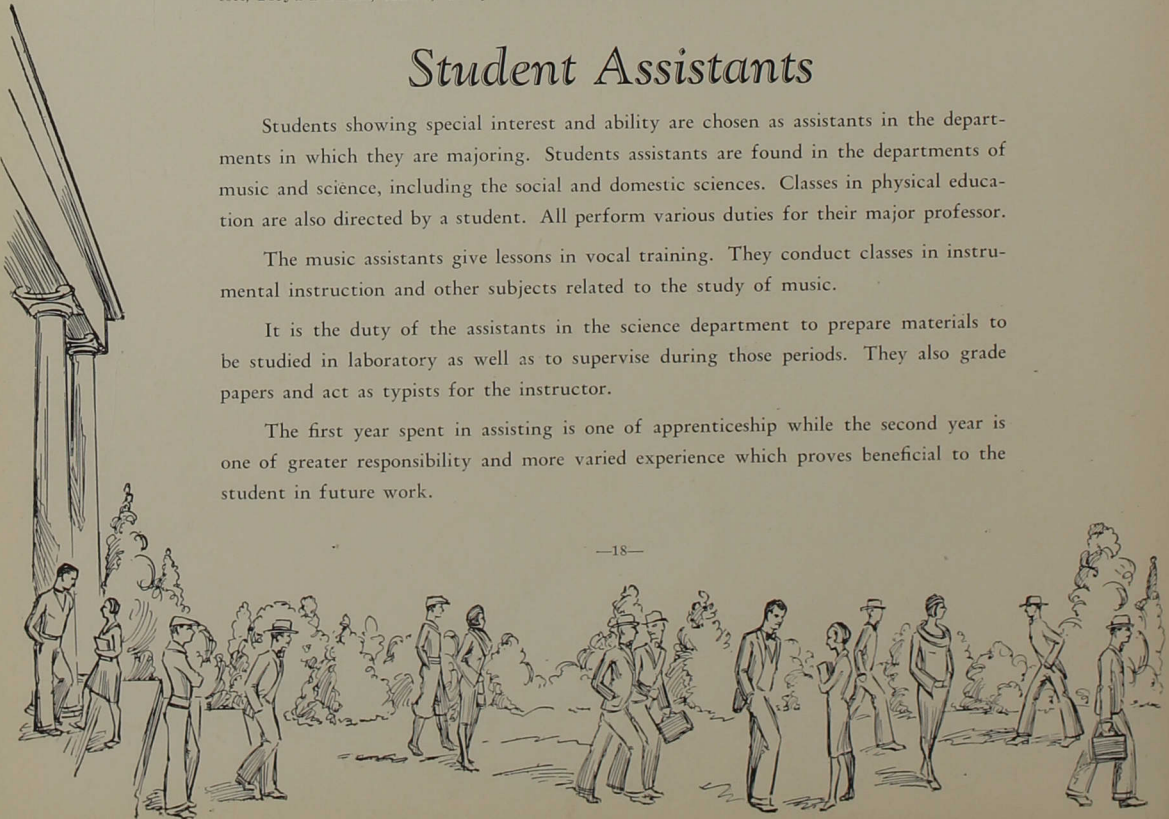 Student Assistants
Students showing special interest and ability are chosen as assistants in the depart-
ments in which they are majoring. Students assistants are found in the departments of
music and science, including the social and domestic sciences. Classes in physical educa-
tion are also directed by a student. All perform various duties for their major professor.
The music assistants give lessons in vocal training. They conduct classes in instru-
mental instruction and other subjects related to the study of music.
It is the duty of the assistants in the science department to prepare materials to
be studied in laboratory as well as to supervise during those periods. They also grade
papers and act as typists for the instructor.
The first year spent in assisting is one of apprenticeship while the second year is
one of greater responsibility and more varied experience which proves beneficial to the
student in future work.
—18—